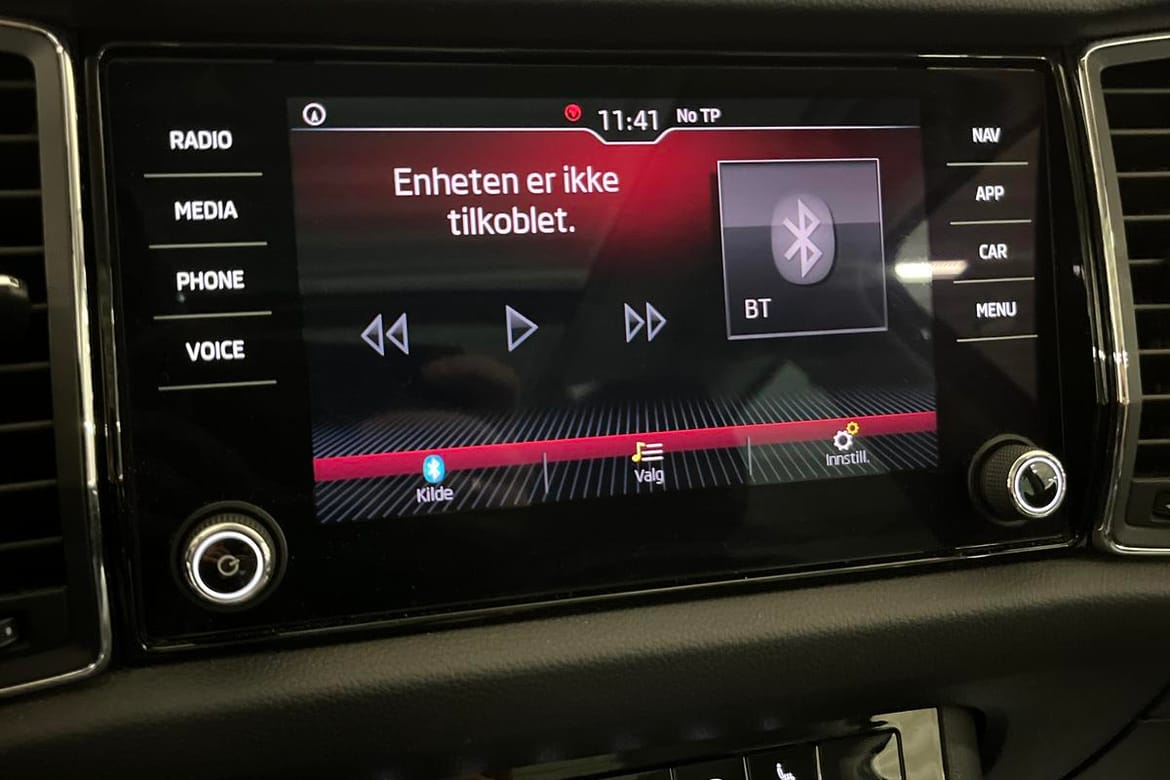 11:41 No TP
RADIO
MEDIA
PHONE
VOICE
Enheten er ikke
tilkoblet.
BT
Kilde
Valg
Innstill.
NAV
APP
CAR
MENU